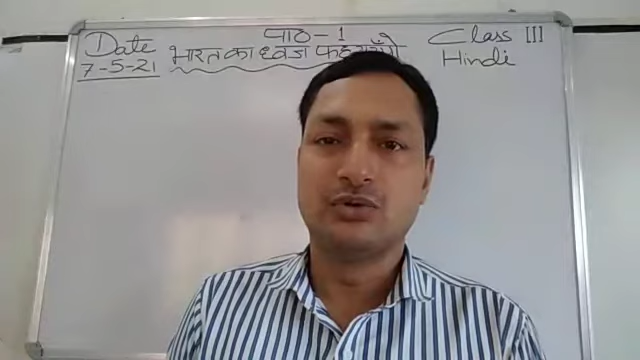 Date
7-5-21
पाठ - 1
भारत का ध्वज
Class III
Hindi